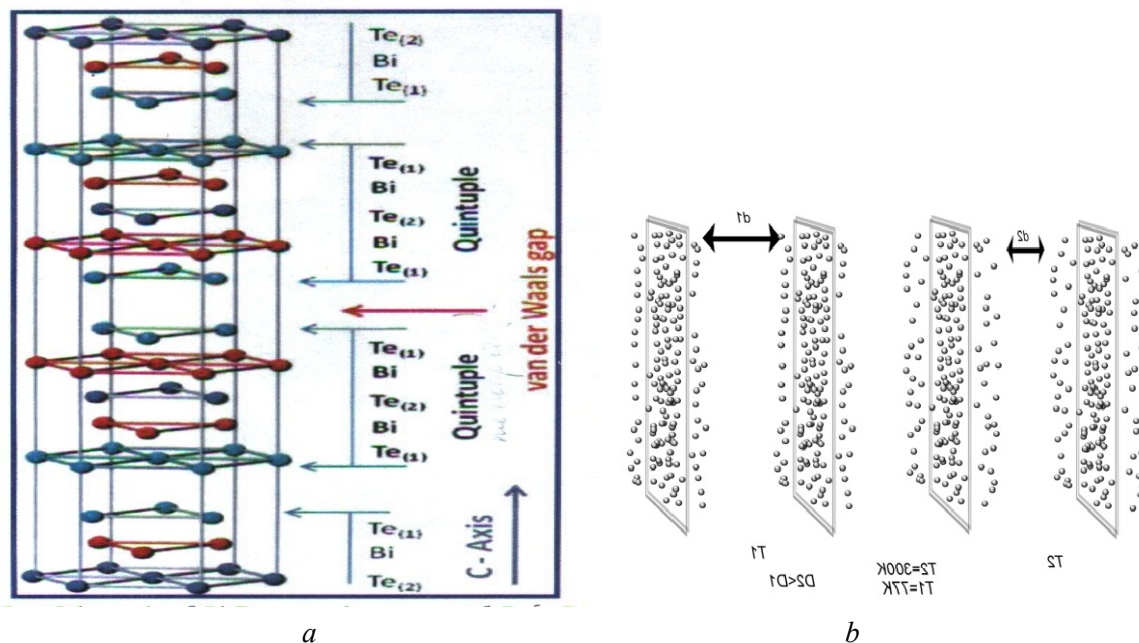 Te(2)
Bi
Te(1)
Te(1)
Bi
Te(2)
Bi
Te(1)
Quintuple
van der Waals gap
Te(1)
Bi
Te(2)
Bi
Te(1)
Quintuple
Te(1)
Bi
Te(2)
C - Axis
a
d1
d2
T1
D2<D1
T2=300K
T1=77K
T2
b